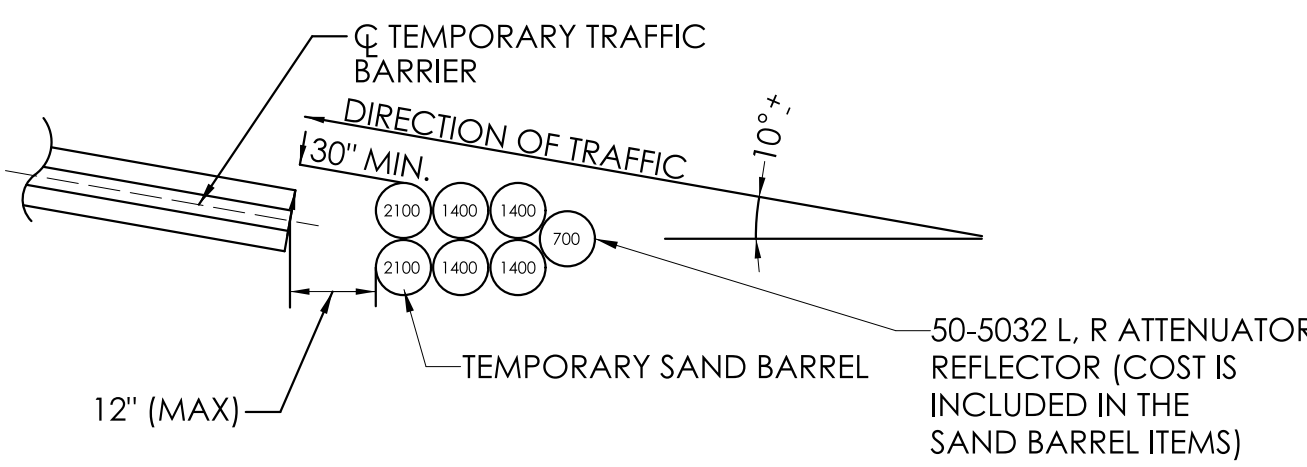 ℄ TEMPORARY TRAFFIC
BARRIER
DIRECTION OF TRAFFIC
10°±
30" MIN.
2100 1400 1400
700
2100 1400 1400
50-5032 L, R ATTENUATOR
REFLECTOR (COST IS
INCLUDED IN THE
SAND BARREL ITEMS)
TEMPORARY SAND BARREL
12" (MAX)